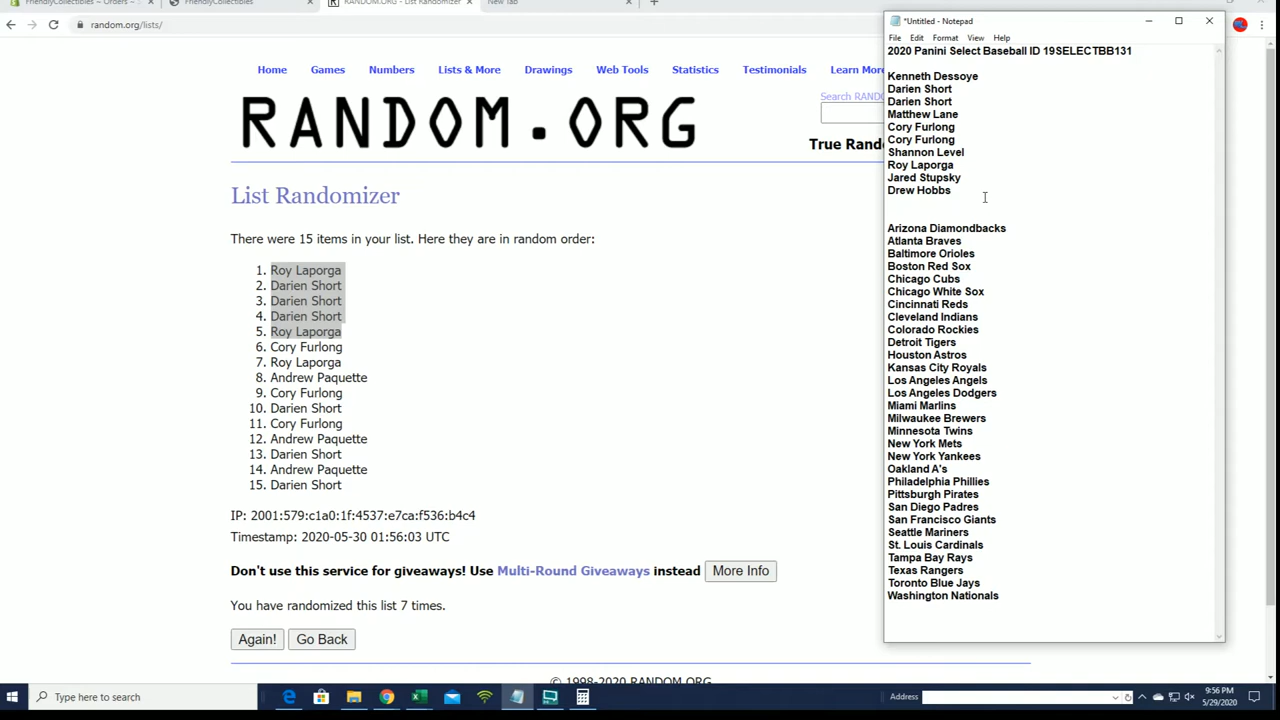 FriendlyCollectibles – Orders –
FriendlyCollectibles
RANDOM.ORG - List Randomizer
New Tab
random.org/lists/
Home
Games
Numbers
Lists & More
Drawings
Web Tools
Statistics
Testimonials
Learn More
Search RAND
RANDOM.ORG
True Rand
List Randomizer
There were 15 items in your list. Here they are in random order:
1. Roy Laporga
2. Darien Short
3. Darien Short
4. Darien Short
5. Roy Laporga
6. Cory Furlong
7. Roy Laporga
8. Andrew Paquette
9. Cory Furlong
10. Darien Short
11. Cory Furlong
12. Andrew Paquette
13. Darien Short
14. Andrew Paquette
15. Darien Short
IP: 2001:579:c1a0:1f:4537:e7ca:f536:b4c4
Timestamp: 2020-05-30 01:56:03 UTC
Don't use this service for giveaways! Use Multi-Round Giveaways instead More Info
You have randomized this list 7 times.
Again! Go Back
© 1998-2020 RANDOM.ORG
*Untitled - Notepad
File Edit Format View Help
2020 Panini Select Baseball ID 19SELECTBB131
Kenneth Dessoye
Darien Short
Darien Short
Matthew Lane
Cory Furlong
Cory Furlong
Shannon Level
Roy Laporga
Jared Stupsky
Drew Hobbs
Arizona Diamondbacks
Atlanta Braves
Baltimore Orioles
Boston Red Sox
Chicago Cubs
Chicago White Sox
Cincinnati Reds
Cleveland Indians
Colorado Rockies
Detroit Tigers
Houston Astros
Kansas City Royals
Los Angeles Angels
Los Angeles Dodgers
Miami Marlins
Milwaukee Brewers
Minnesota Twins
New York Mets
New York Yankees
Oakland A's
Philadelphia Phillies
Pittsburgh Pirates
San Diego Padres
San Francisco Giants
Seattle Mariners
St. Louis Cardinals
Tampa Bay Rays
Texas Rangers
Toronto Blue Jays
Washington Nationals
Type here to search
Address
9:56 PM
5/29/2020